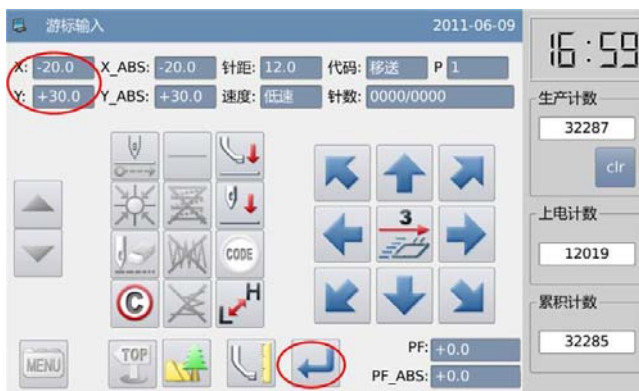 游标输入 2011-06-09
16:59
X: -20.0 X_ABS: -20.0 针距: 12.0 代码: 移送 P 1
Y: +30.0 Y_ABS: +30.0 速度: 低速 针数: 0000/0000
生产计数
32287
clr
3
上电计数
CODE
12019
C
L H
累积计数
32285
MENU
TOP
PF: +0.0
PF_ABS: +0.0